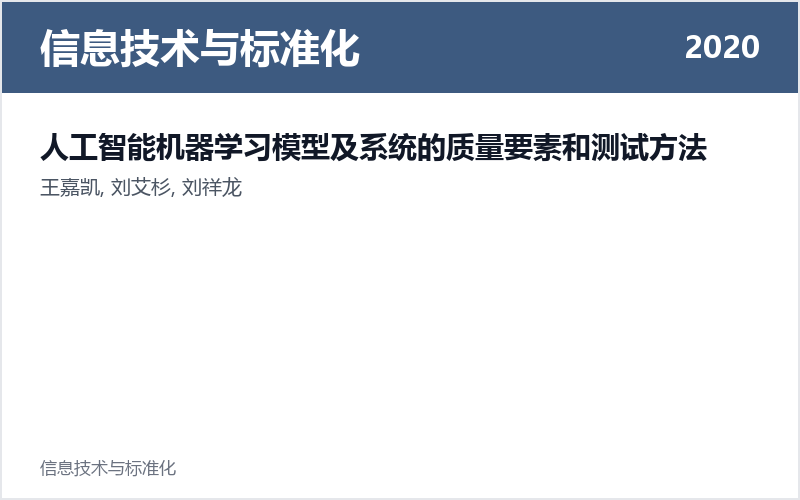 信息技术与标准化
2020
人工智能机器学习模型及系统的质量要素和测试方法
王嘉凯, 刘艾杉, 刘祥龙
信息技术与标准化